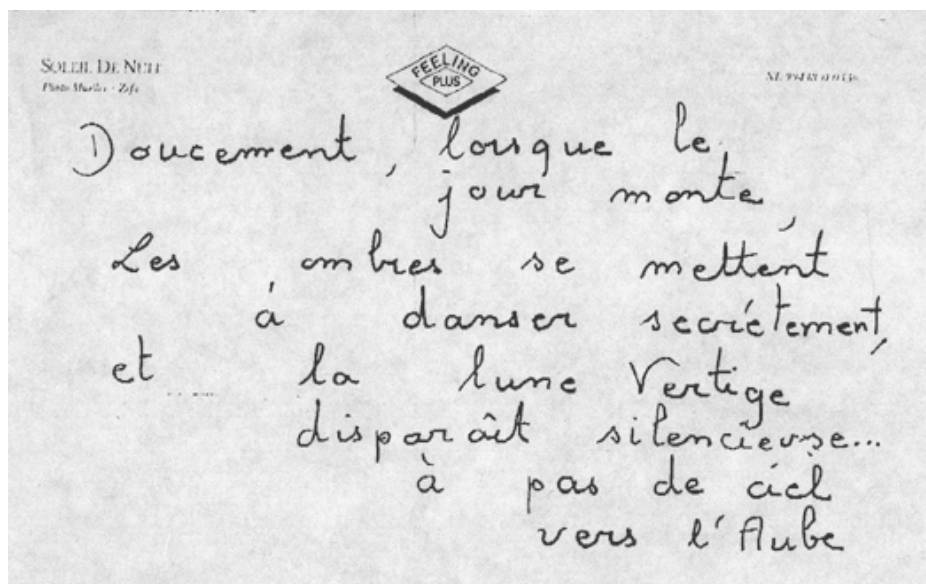 SOLEIL DE NUIT
FEELING
PLUS
Doucement, lorsque le
jour monte,
Les ombres se mettent
à danser secrètement,
et la lune Vertige
disparaît silencieuse...
à pas de ciel
vers l'Aube